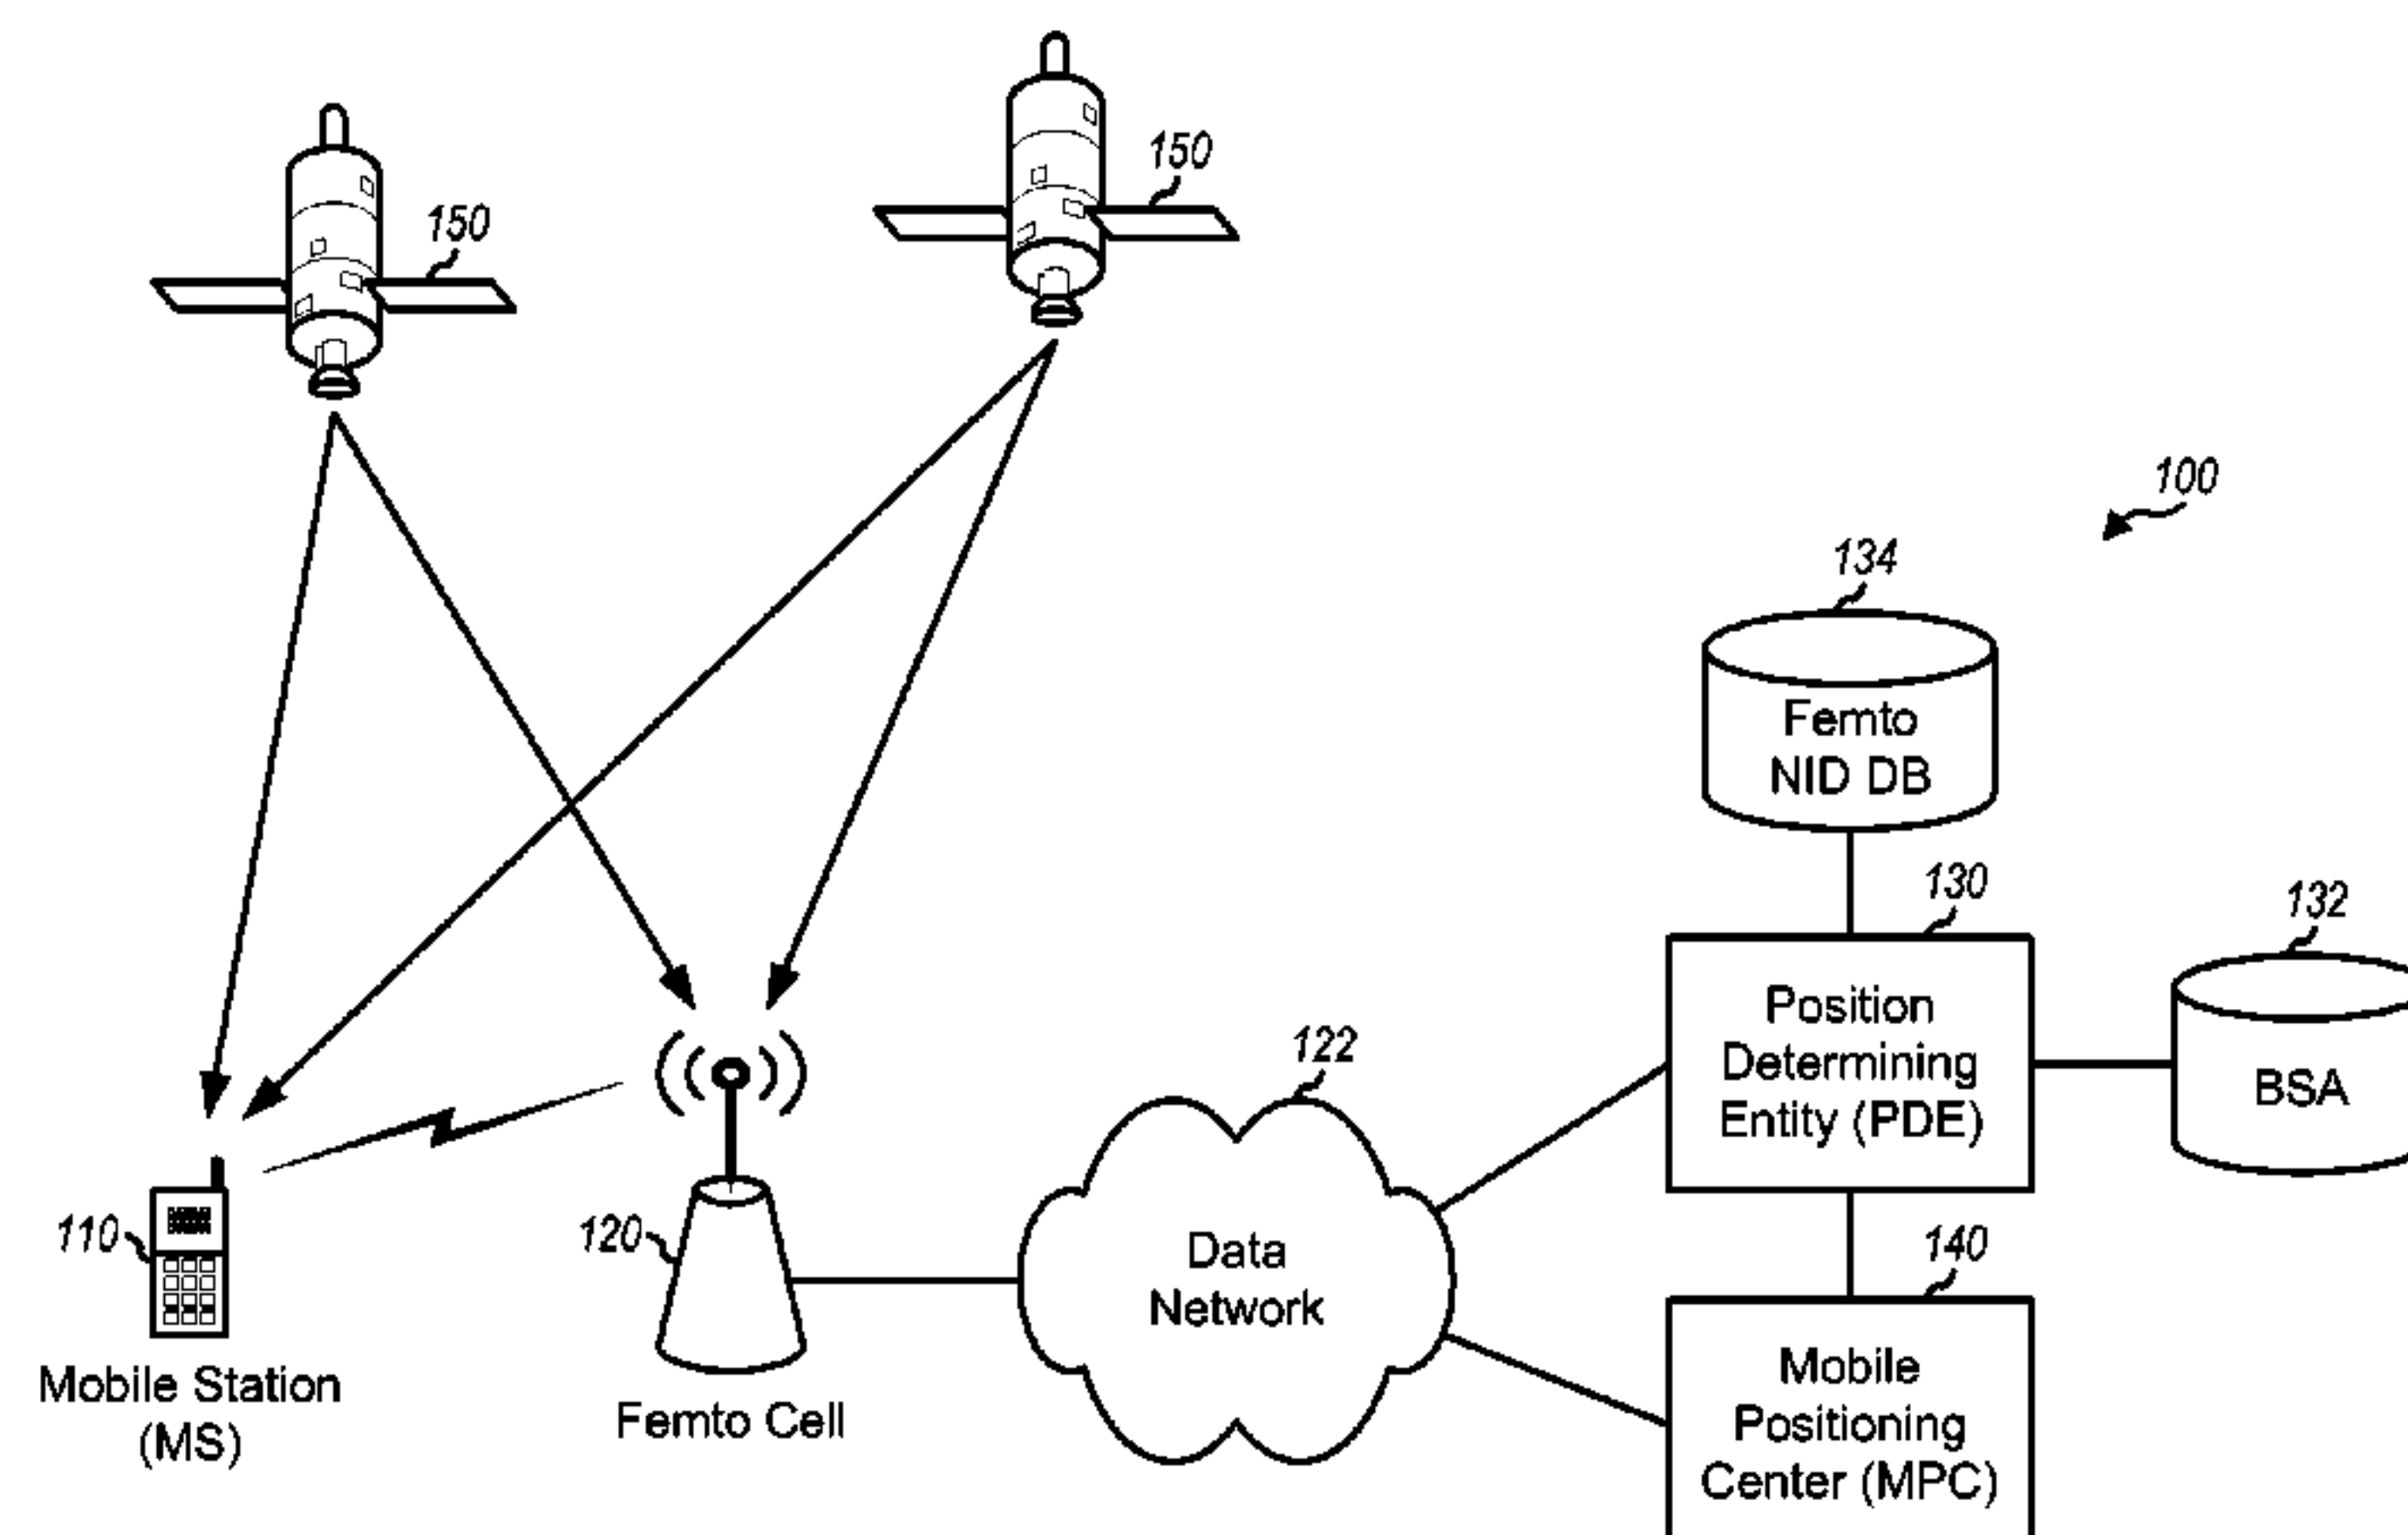 150
150
100
134
Femto
NID DB
130
132
Position
Determining
Entity (PDE)
BSA
122
110
120
Data
Network
140
Mobile
Positioning
Center (MPC)
Mobile Station
(MS)
Femto Cell